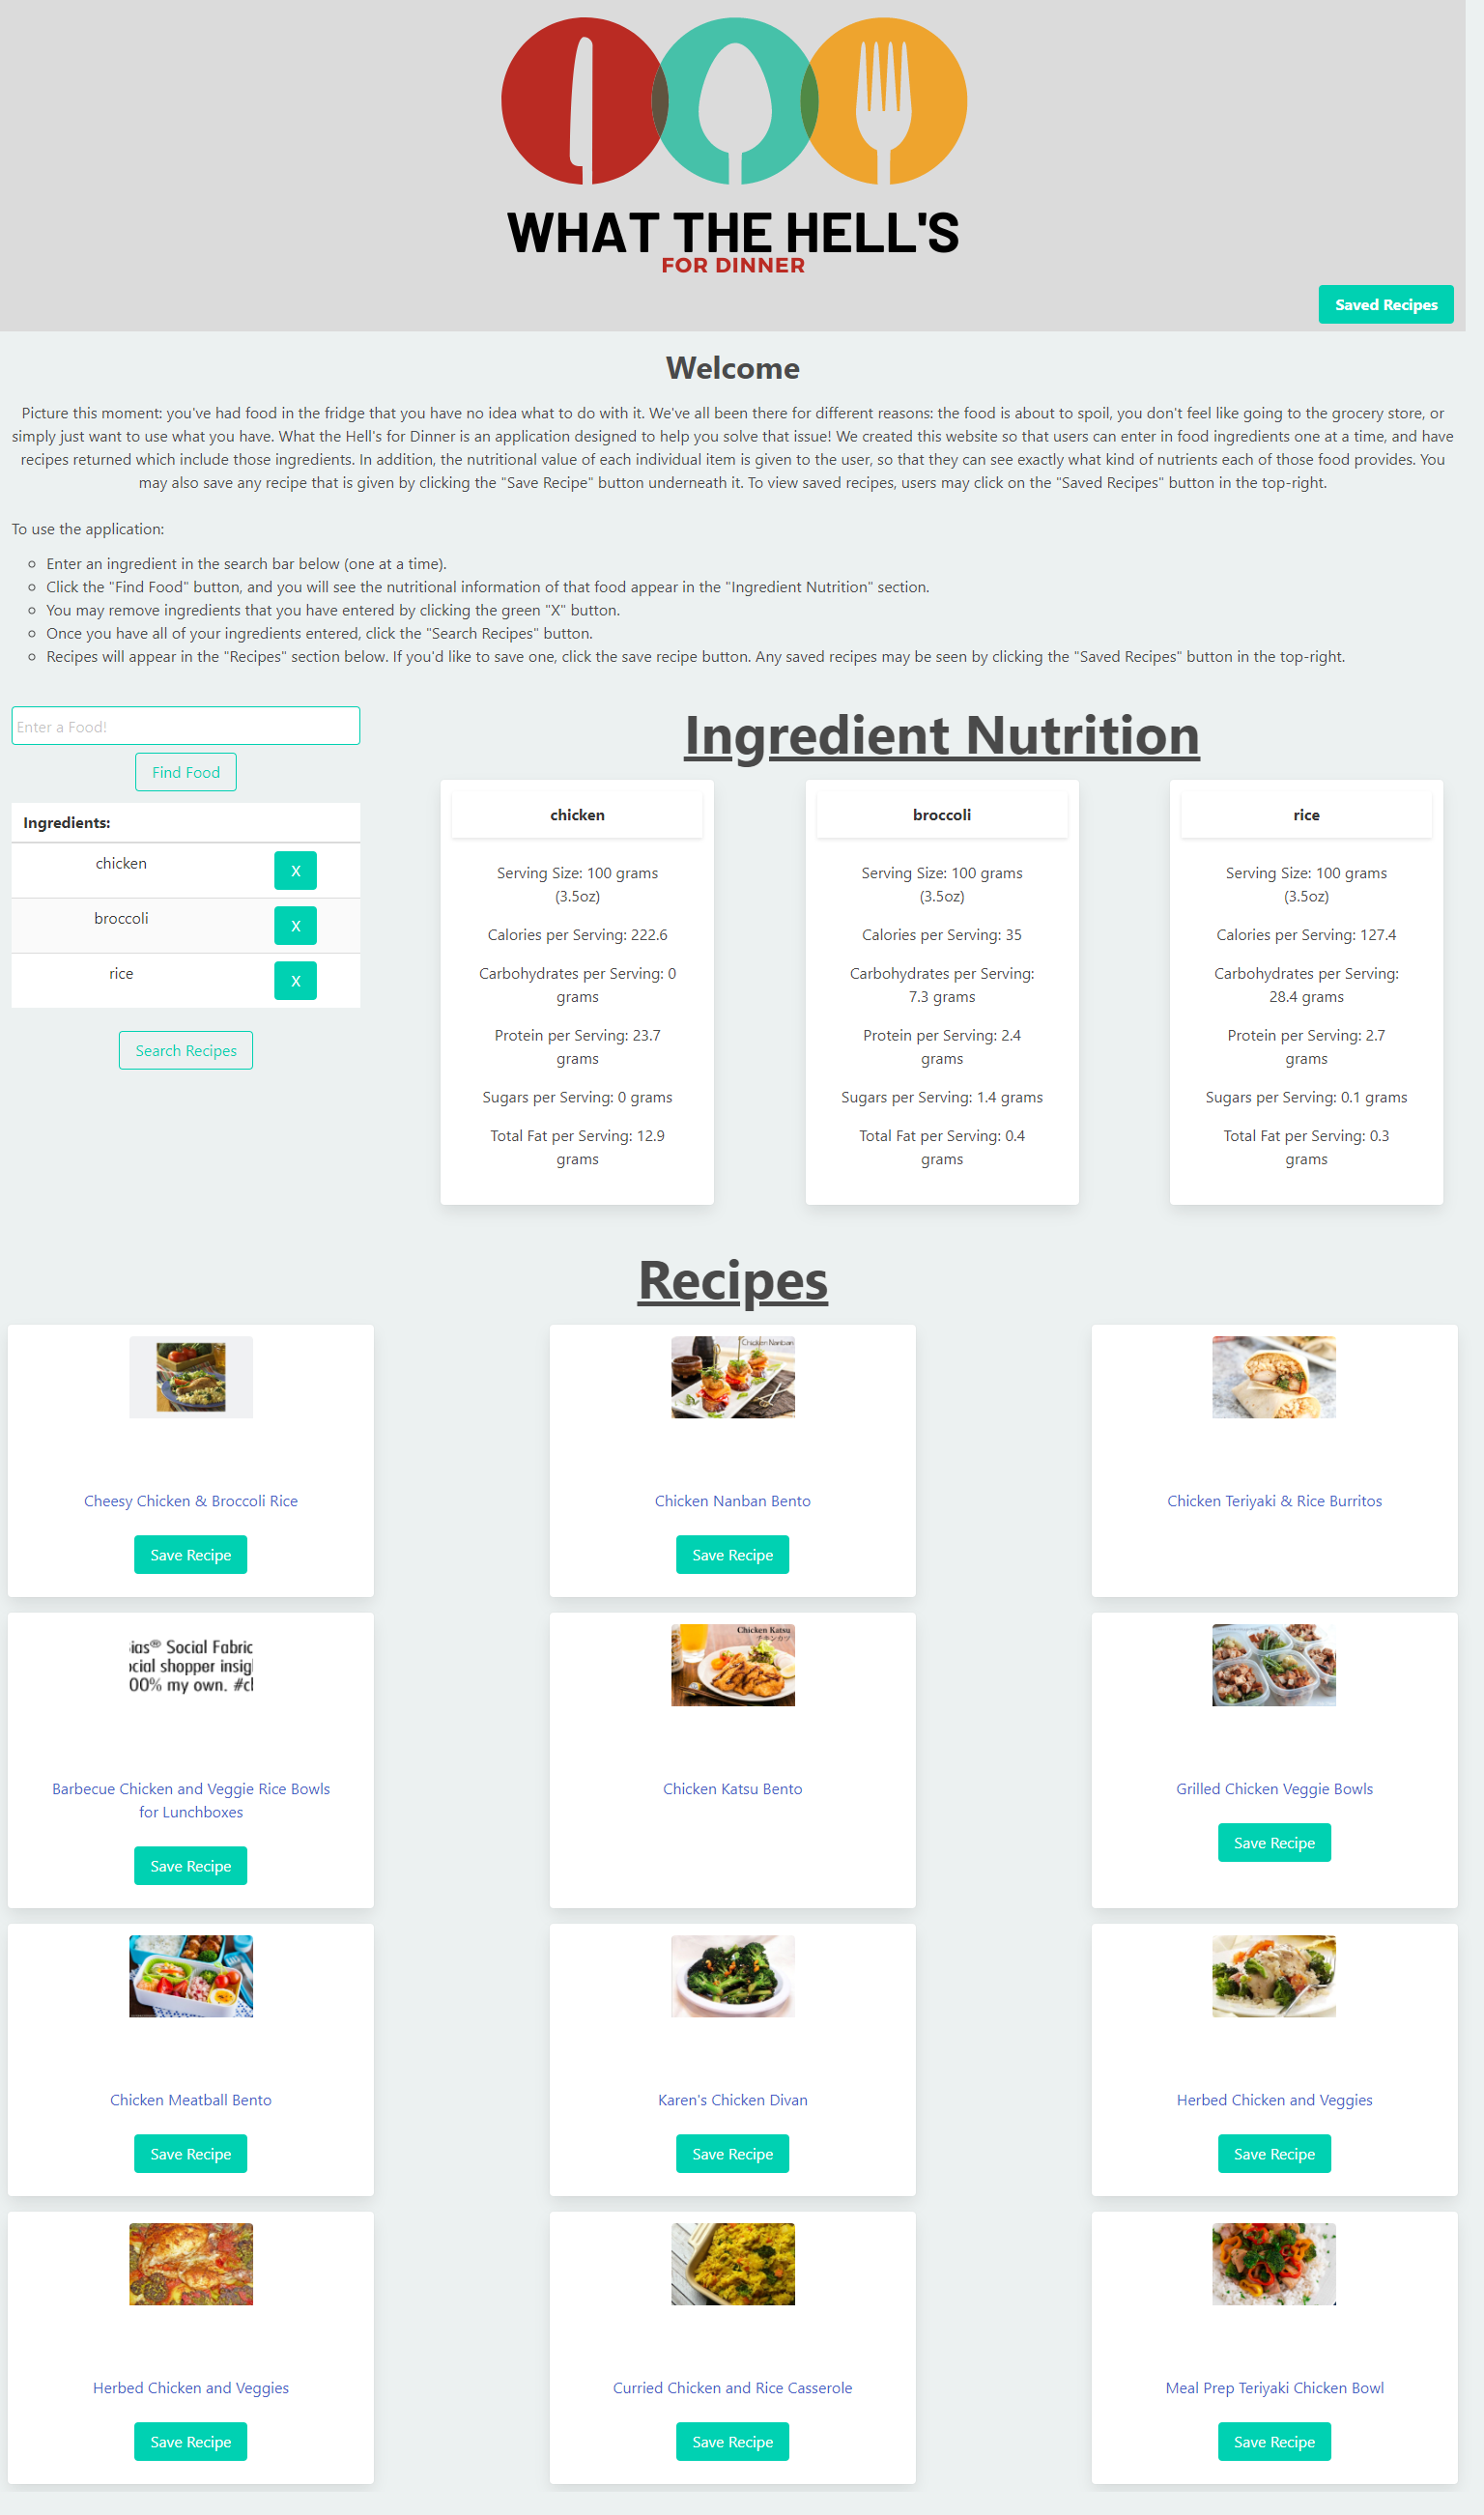 WHAT THE HELL'S
FOR DINNER
Saved Recipes
Welcome
Picture this moment: you've had food in the fridge that you have no idea what to do with it. We've all been there for different reasons: the food is about to spoil, you don't feel like going to the grocery store, or
simply just want to use what you have. What the Hell's for Dinner is an application designed to help you solve that issue! We created this website so that users can enter in food ingredients one at a time, and have
recipes returned which include those ingredients. In addition, the nutritional value of each individual item is given to the user, so that they can see exactly what kind of nutrients each of those food provides. You
may also save any recipe that is given by clicking the "Save Recipe" button underneath it. To view saved recipes, users may click on the "Saved Recipes" button in the top-right.
To use the application:
Enter an ingredient in the search bar below (one at a time).
Click the "Find Food" button, and you will see the nutritional information of that food appear in the "Ingredient Nutrition" section.
You may remove ingredients that you have entered by clicking the green "X" button.
Once you have all of your ingredients entered, click the "Search Recipes" button.
Recipes will appear in the "Recipes" section below. If you'd like to save one, click the save recipe button. Any saved recipes may be seen by clicking the "Saved Recipes" button in the top-right.
Enter a Food!
Find Food
Ingredients:
chicken X
broccoli X
rice X
Search Recipes
Ingredient Nutrition
chicken
Serving Size: 100 grams
(3.5oz)
Calories per Serving: 222.6
Carbohydrates per Serving: 0
grams
Protein per Serving: 23.7
grams
Sugars per Serving: 0 grams
Total Fat per Serving: 12.9
grams
broccoli
Serving Size: 100 grams
(3.5oz)
Calories per Serving: 35
Carbohydrates per Serving:
7.3 grams
Protein per Serving: 2.4
grams
Sugars per Serving: 1.4 grams
Total Fat per Serving: 0.4
grams
rice
Serving Size: 100 grams
(3.5oz)
Calories per Serving: 127.4
Carbohydrates per Serving:
28.4 grams
Protein per Serving: 2.7
grams
Sugars per Serving: 0.1 grams
Total Fat per Serving: 0.3
grams
Recipes
Cheesy Chicken & Broccoli Rice
Save Recipe
Chicken Nanban
Chicken Nanban Bento
Save Recipe
Chicken Teriyaki & Rice Burritos
ias® Social Fabric
cial shopper insig
00% my own. #cl
Barbecue Chicken and Veggie Rice Bowls
for Lunchboxes
Save Recipe
Chicken Katsu
チキンカツ
Chicken Katsu Bento
Grilled Chicken Veggie Bowls
Save Recipe
Chicken Meatball Bento
Save Recipe
Karen's Chicken Divan
Save Recipe
Herbed Chicken and Veggies
Save Recipe
Herbed Chicken and Veggies
Save Recipe
Curried Chicken and Rice Casserole
Save Recipe
Meal Prep Teriyaki Chicken Bowl
Save Recipe